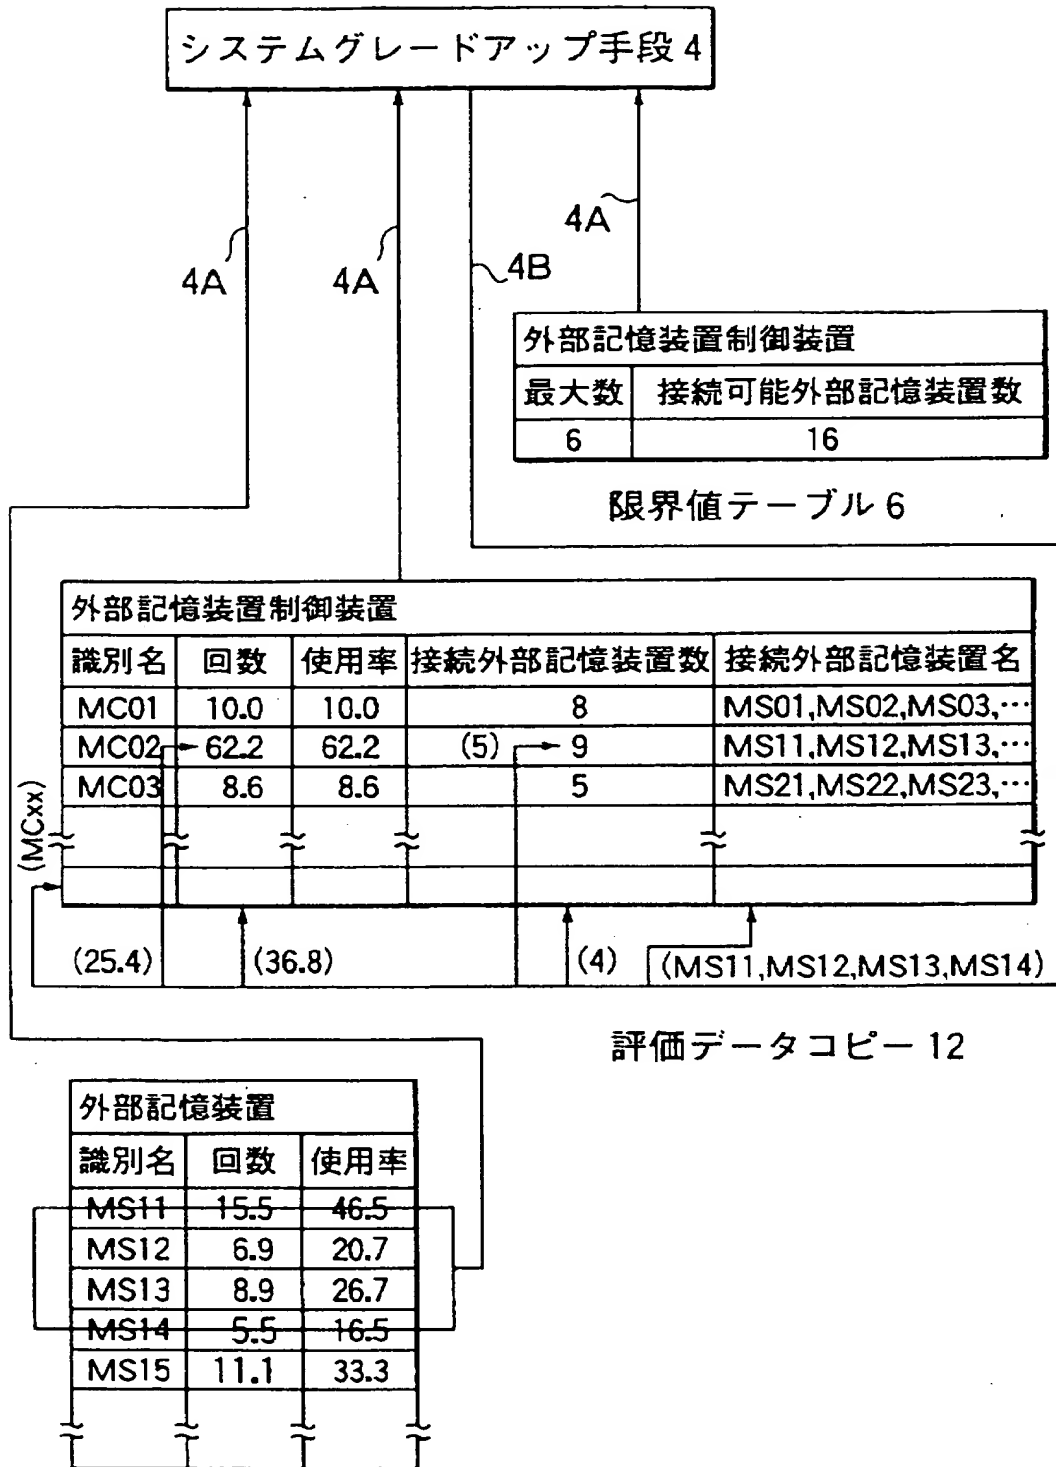 システムグレードアップ手段4
4A
4A
4A
4B
外部記憶装置制御装置
最大数 接続可能外部記憶装置数
6 16
限界値テーブル6
外部記憶装置制御装置
識別名 回数 使用率 接続外部記憶装置数 接続外部記憶装置名
MC01 10.0 10.0 8 MS01,MS02,MS03,…
MC02 62.2 62.2 (5) 9 MS11,MS12,MS13,…
MC03 8.6 8.6 5 MS21,MS22,MS23,…
(MCxx)
(25.4) (36.8) (4) (MS11,MS12,MS13,MS14)
評価データコピー12
外部記憶装置
識別名 回数 使用率
MS11 15.5 46.5
MS12 6.9 20.7
MS13 8.9 26.7
MS14 5.5 16.5
MS15 11.1 33.3